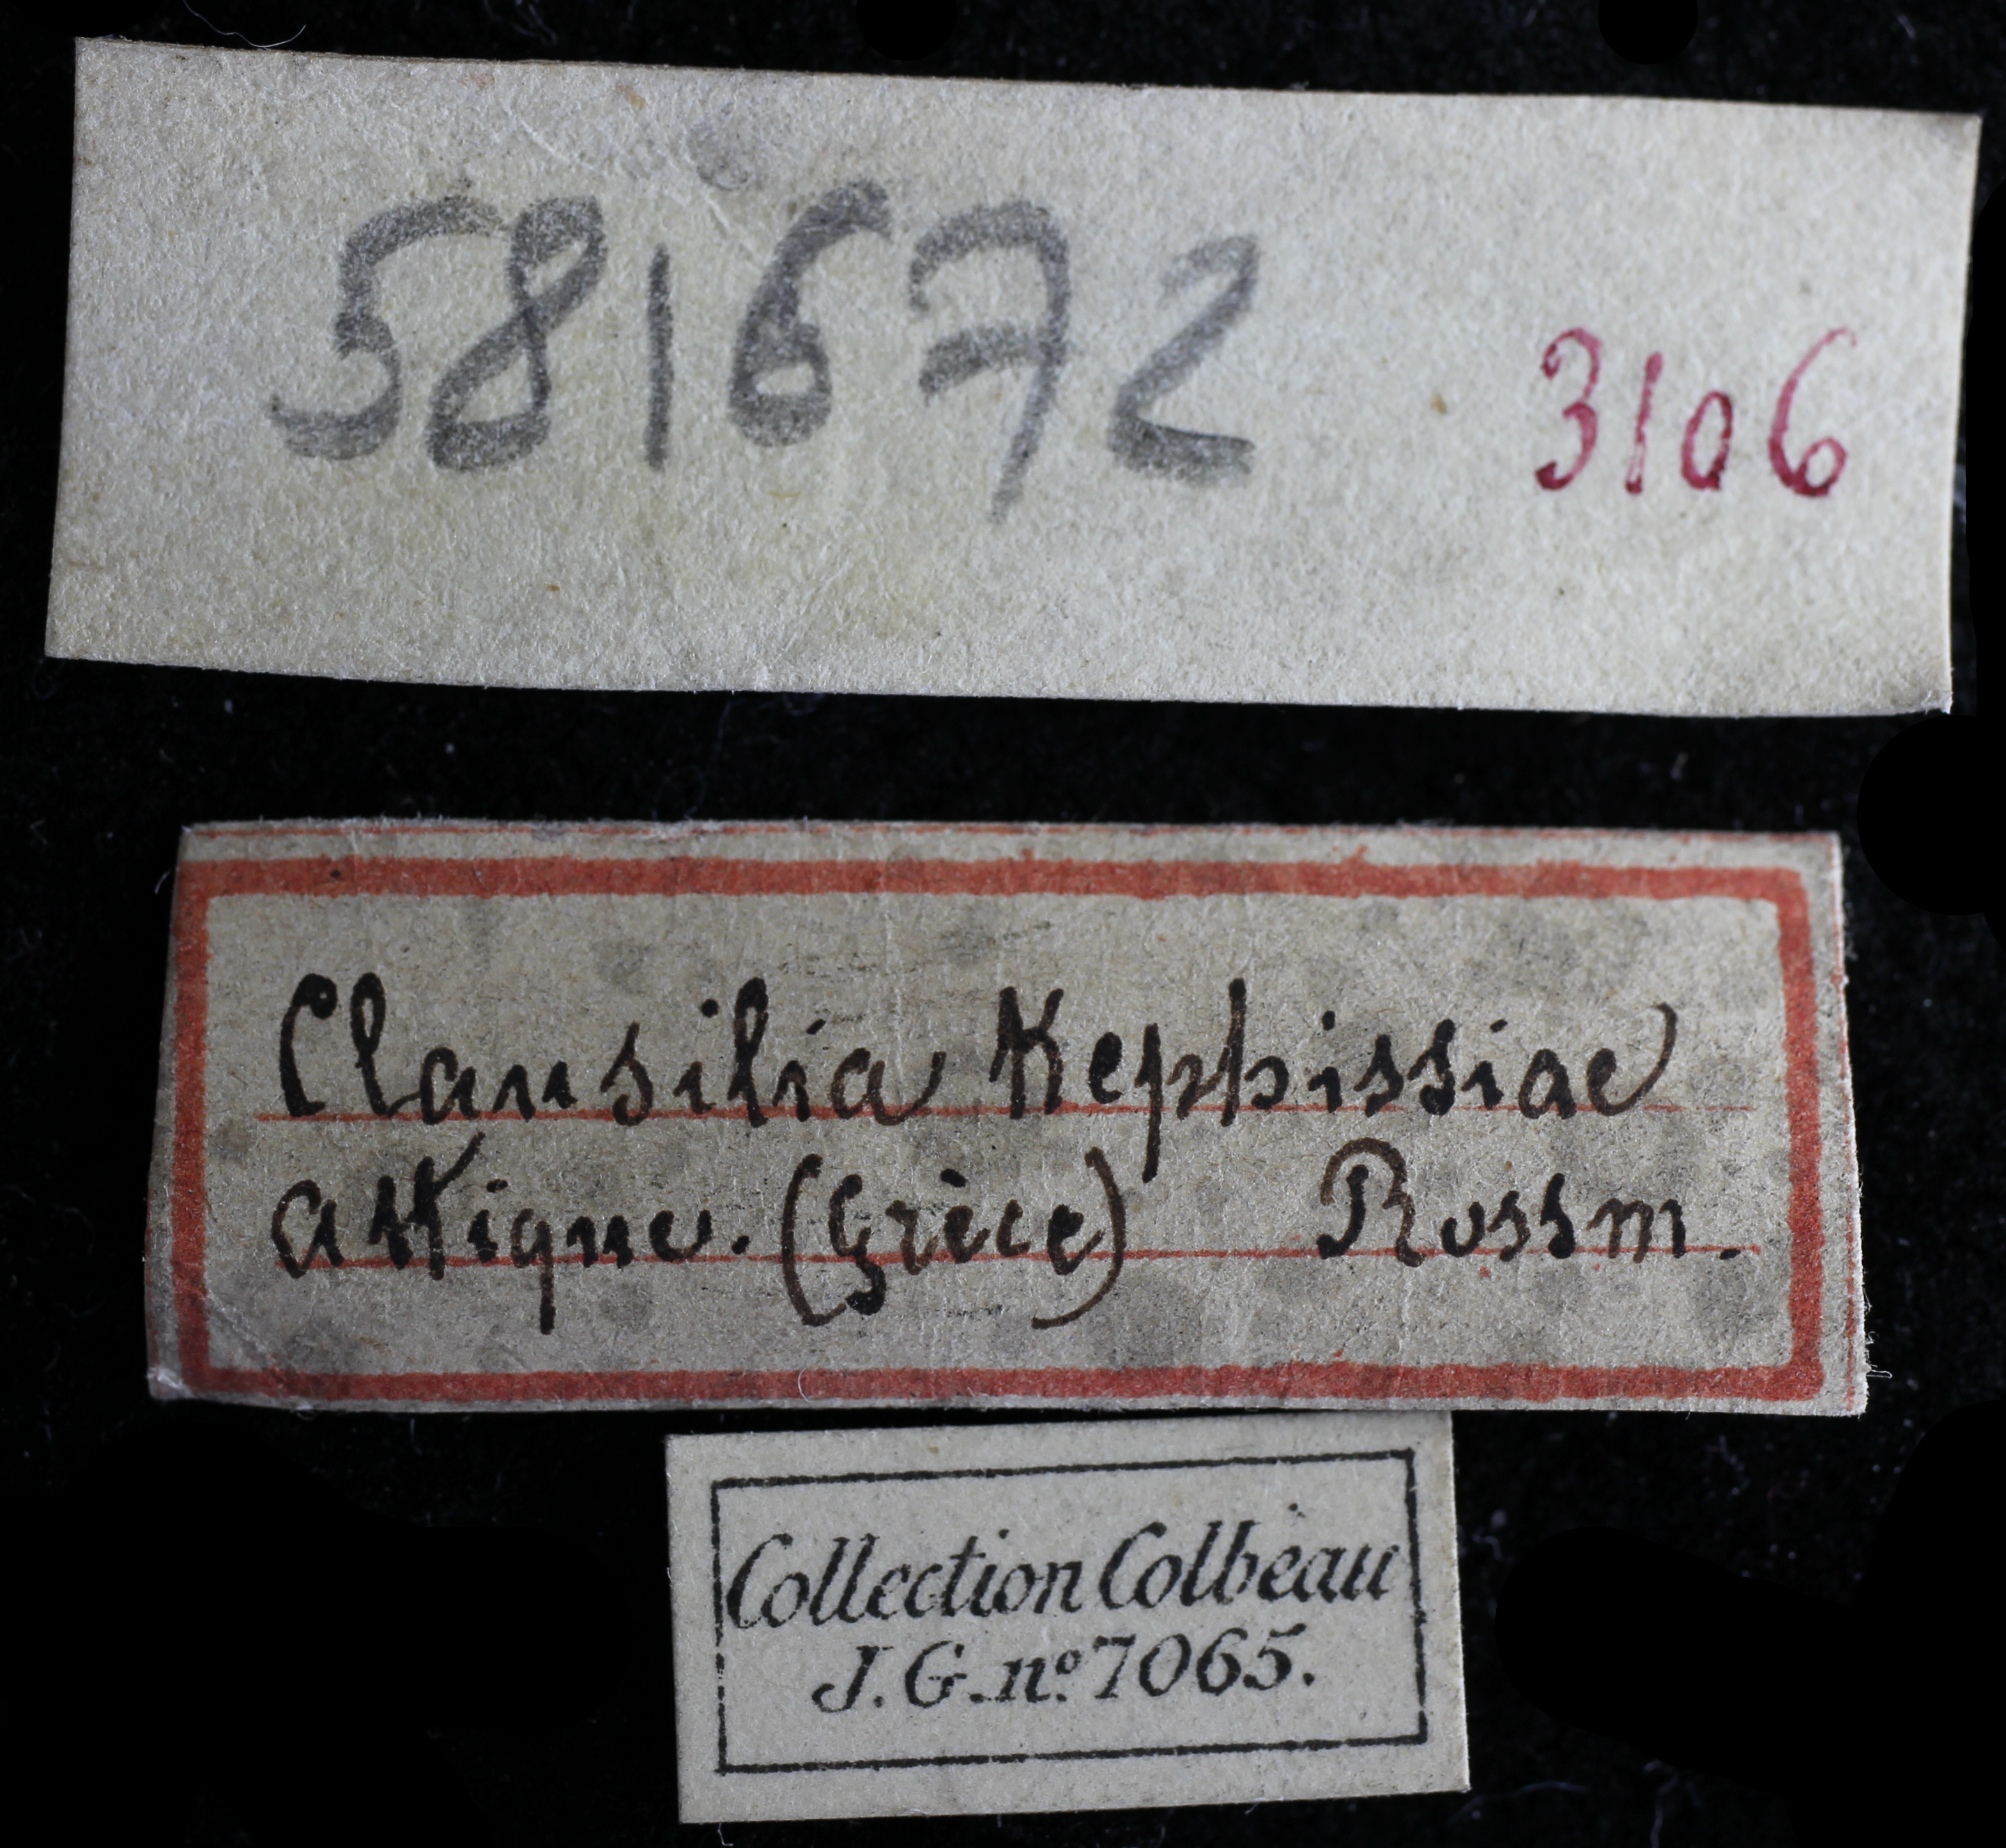 581672 3106
Clausilia Kephissiae
attique. (Grèce) Rossm.
Collection Colbeau
J. G. nº 7065.